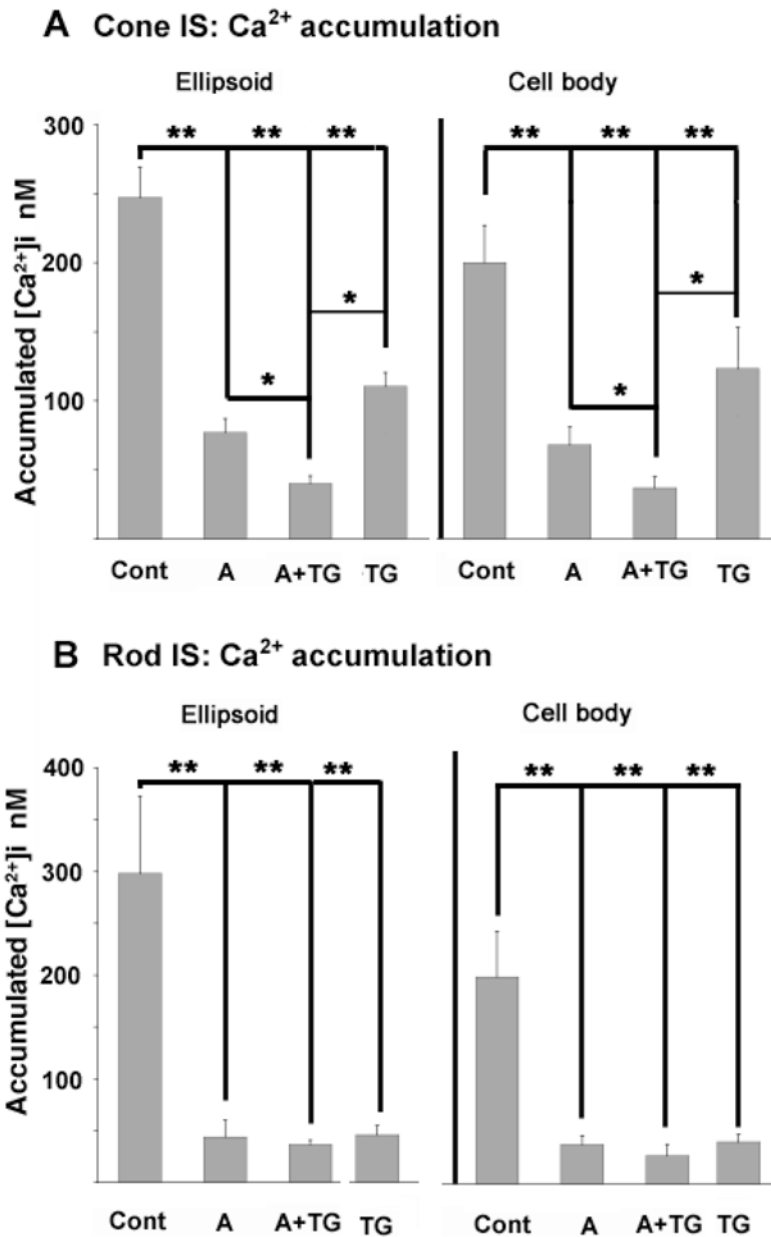 A Cone IS: Ca²⁺ accumulation
Ellipsoid
Cell body
Accumulated [Ca²⁺]i nM
300
200
100
** ** **
*
*
** ** **
*
*
Cont A A+TG TG
Cont A A+TG TG
B Rod IS: Ca²⁺ accumulation
Ellipsoid
Cell body
Accumulated [Ca²⁺]i nM
400
300
200
100
** ** **
** ** **
Cont A A+TG TG
Cont A A+TG TG